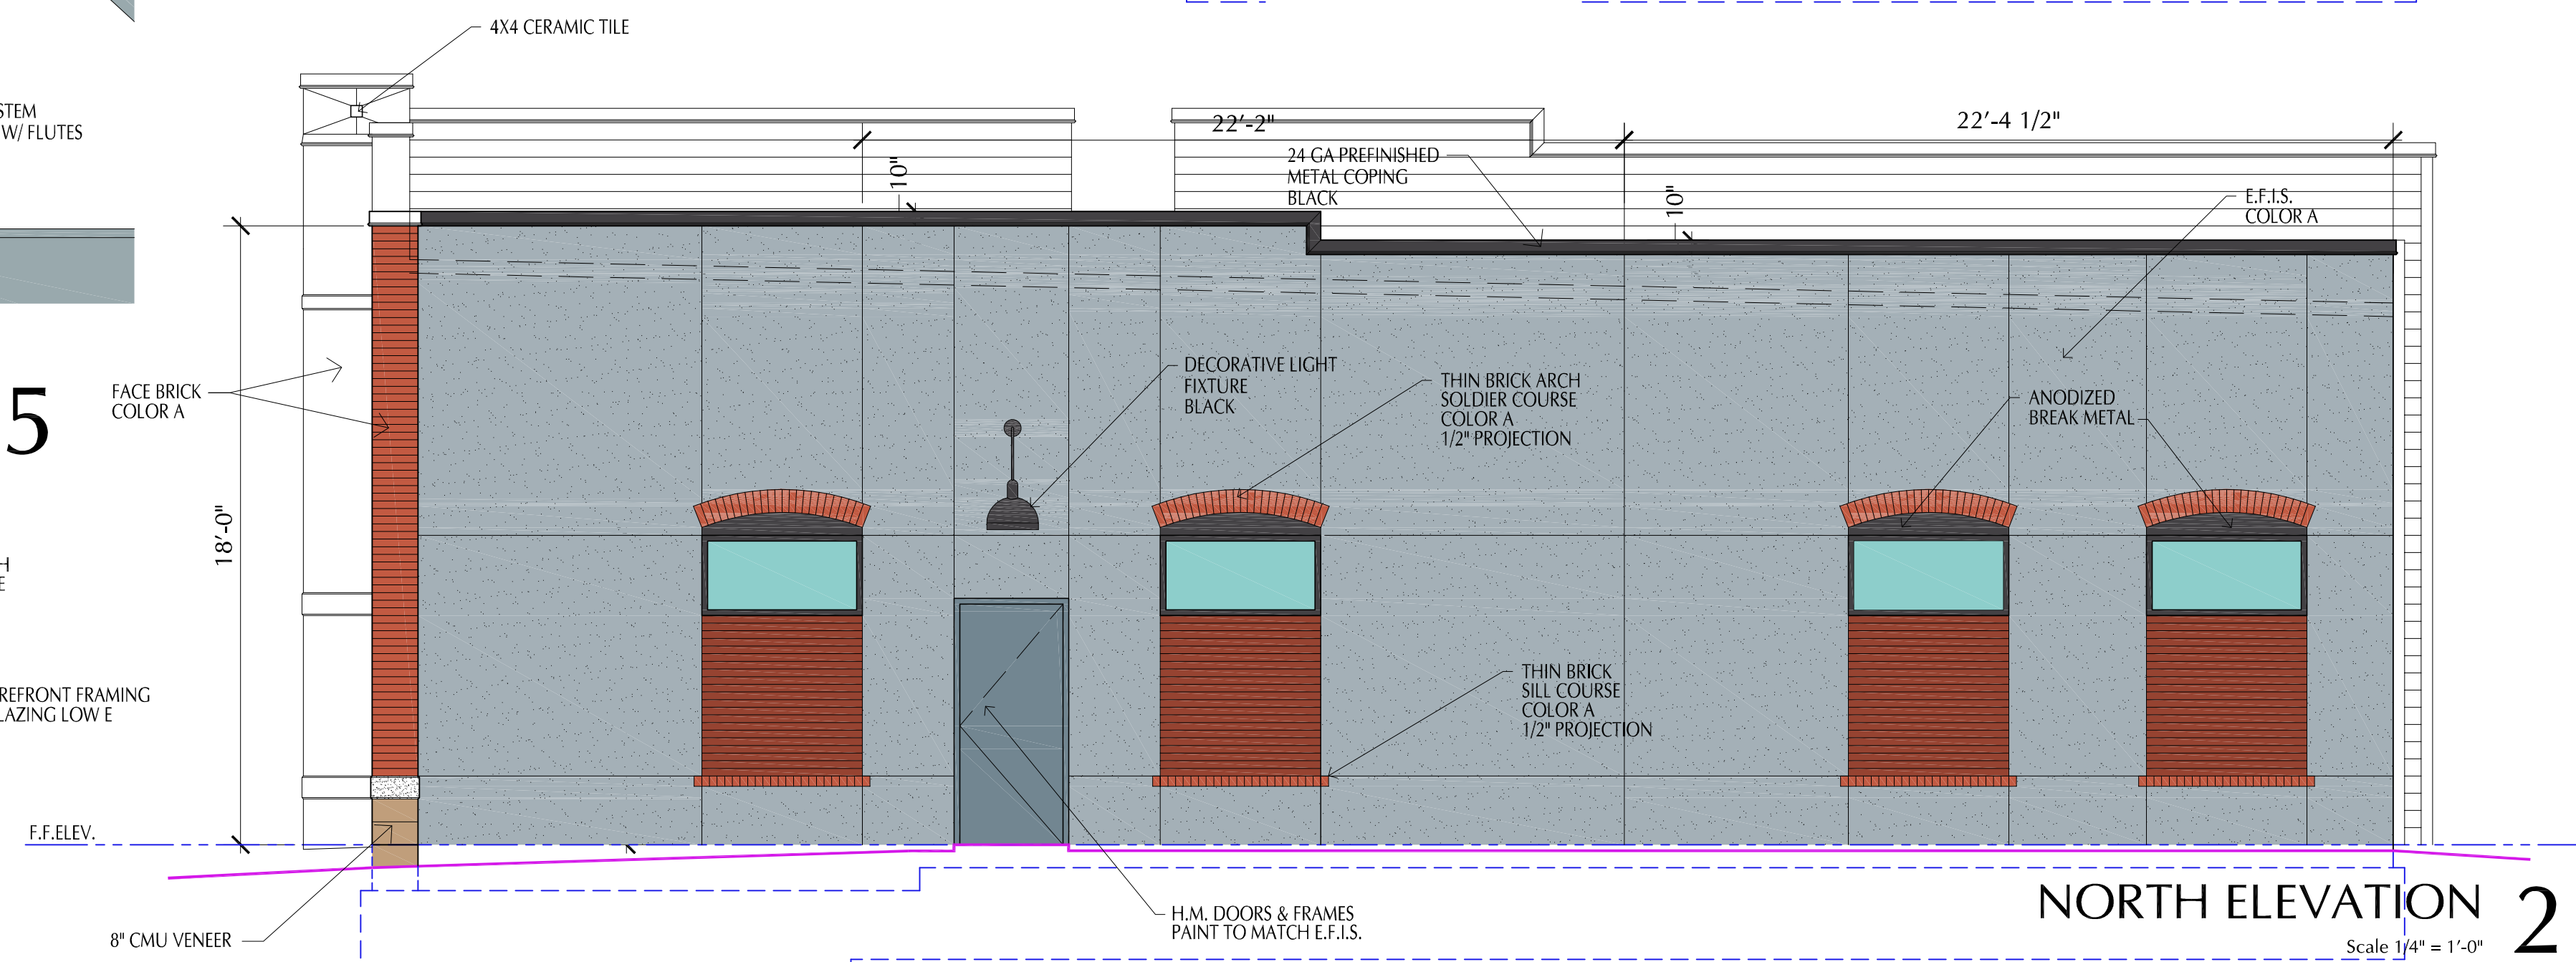 4X4 CERAMIC TILE
STEM
W/ FLUTES
22'-2"
22'-4 1/2"
10"
24 GA PREFINISHED
METAL COPING
BLACK
10"
E.F.I.S.
COLOR A
5
FACE BRICK
COLOR A
DECORATIVE LIGHT
FIXTURE
BLACK
THIN BRICK ARCH
SOLDIER COURSE
COLOR A
1/2" PROJECTION
ANODIZED
BREAK METAL
18'-0"
H
E
THIN BRICK
SILL COURSE
COLOR A
1/2" PROJECTION
REFRONT FRAMING
LAZING LOW E
F.F.ELEV.
8" CMU VENEER
H.M. DOORS & FRAMES
PAINT TO MATCH E.F.I.S.
NORTH ELEVATION 2
Scale 1/4" = 1'-0"